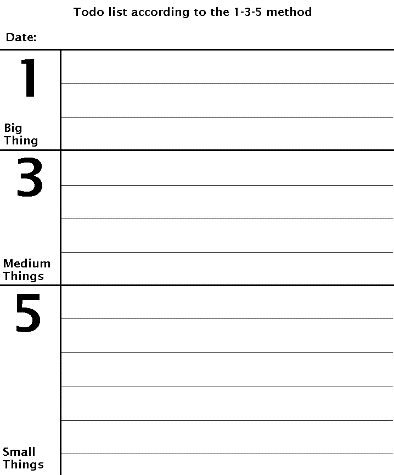 Todo list according to the 1-3-5 method
Date:
1
Big
Thing
3
Medium
Things
5
Small
Things